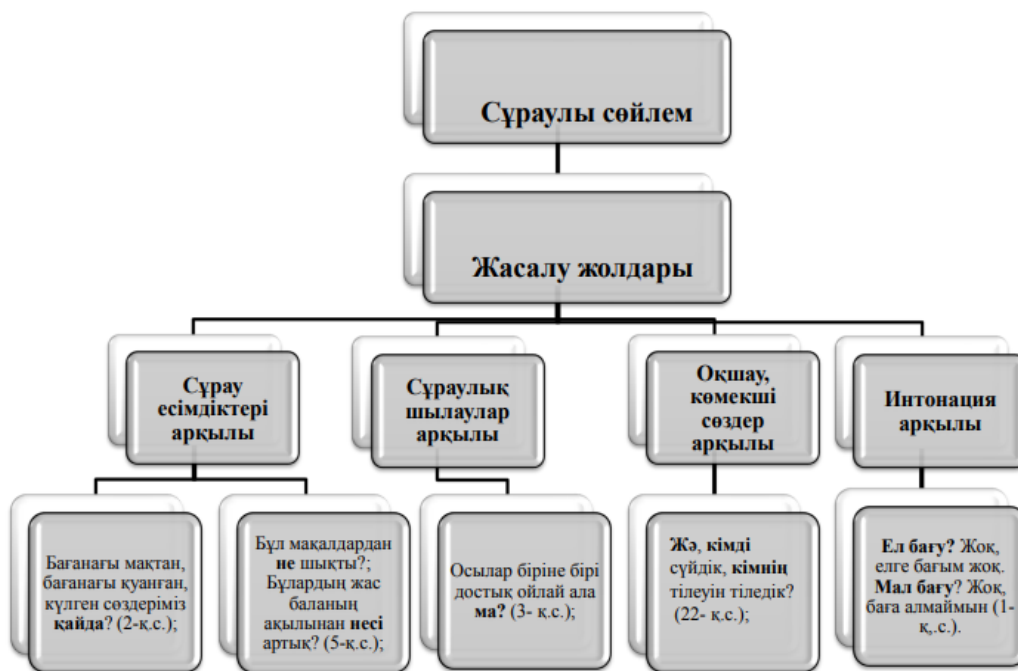 Сұраулы сөйлем
Жасалу жолдары
Сұрау
есімдіктері
арқылы
Сұраулық
шылаулар
арқылы
Оқшау,
көмекші
сөздер
арқылы
Интонация
арқылы
Бағанағы мақтан,
бағанағы қуанған,
күлген сөздеріміз
қайда? (2-қ.с.);
Бұл мақалдардан
не шықты?;
Бұлардың жас
баланың
ақылынан несі
артық? (5-қ.с.);
Осылар біріне бірі
достық ойлай ала
ма? (3- қ.с.);
Жә, кімді
сүйдік, кімнің
тілеуін тіледік?
(22- қ.с.);
Ел бағу? Жоқ,
елге бағым жоқ.
Мал бағу? Жоқ,
баға алмаймын (1-
қ,.с.).